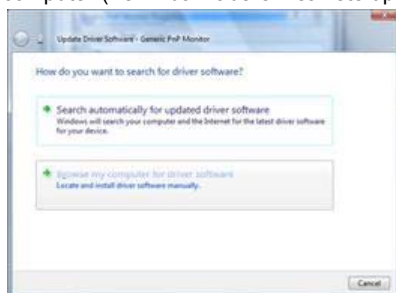 Update Driver Software - Generic PnP Monitor
How do you want to search for driver software?
Search automatically for updated driver software
Windows will search your computer and the Internet for the latest driver software
for your device.
Browse my computer for driver software
Locate and install driver software manually.
Cancel